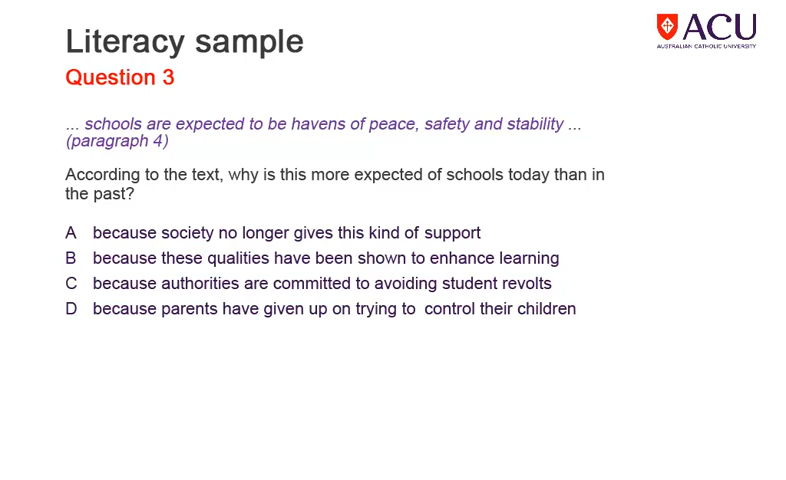 Literacy sample
ACU
AUSTRALIAN CATHOLIC UNIVERSITY
Question 3
... schools are expected to be havens of peace, safety and stability ...
(paragraph 4)
According to the text, why is this more expected of schools today than in
the past?
A because society no longer gives this kind of support
B because these qualities have been shown to enhance learning
C because authorities are committed to avoiding student revolts
D because parents have given up on trying to control their children